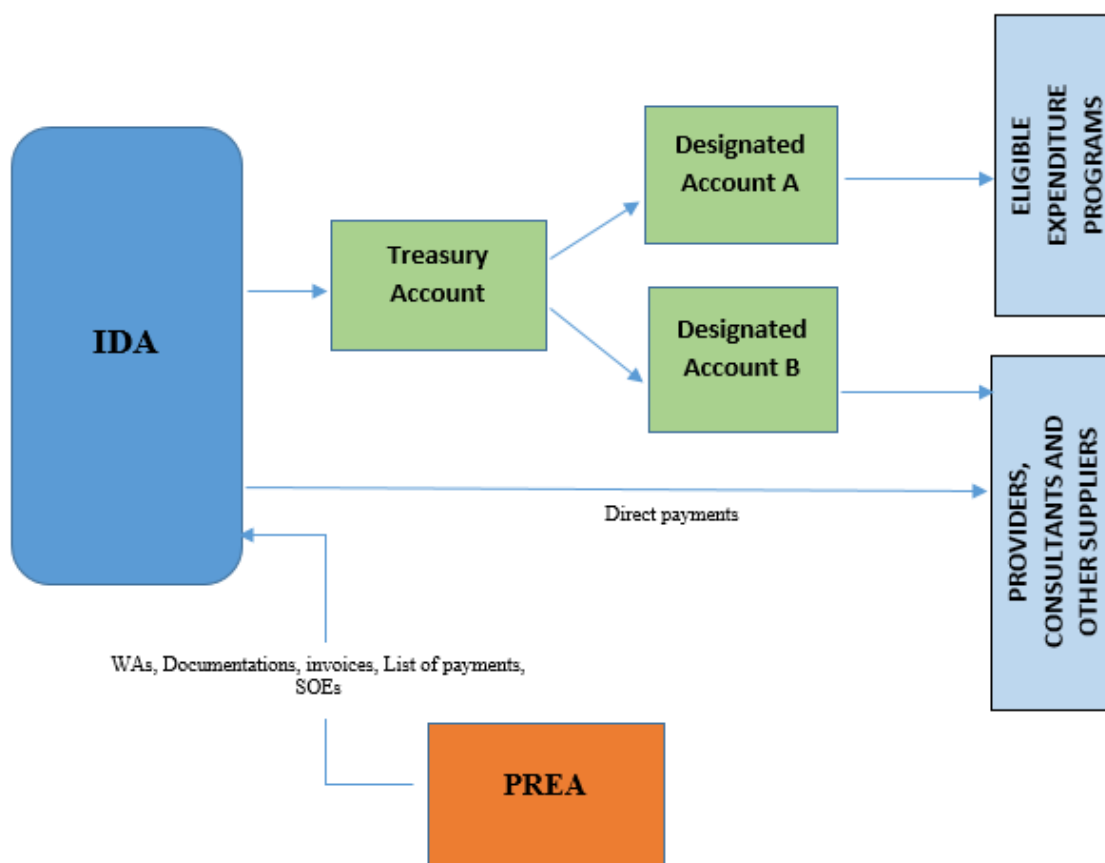 IDA
Treasury
Account
Designated
Account A
Designated
Account B
ELIGIBLE
EXPENDITURE
PROGRAMS
PROVIDERS,
CONSULTANTS AND
OTHER SUPPLIERS
Direct payments
WAs, Documentations, invoices, List of payments,
SOEs
PREA